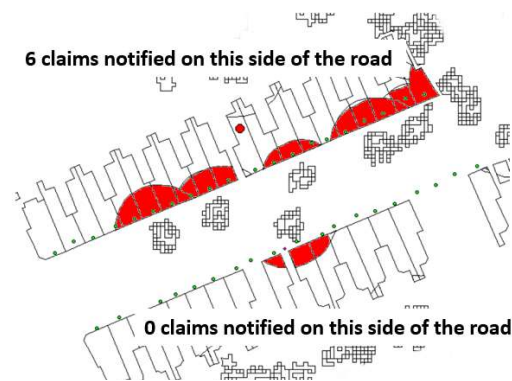 6 claims notified on this side of the road
0 claims notified on this side of the road